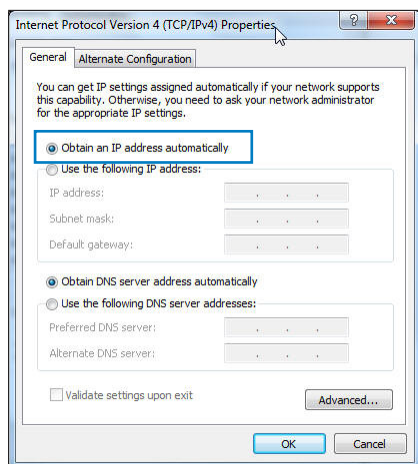 Internet Protocol Version 4 (TCP/IPv4) Properties
General
Alternate Configuration
You can get IP settings assigned automatically if your network supports
this capability. Otherwise, you need to ask your network administrator
for the appropriate IP settings.
Obtain an IP address automatically
Use the following IP address:
IP address:
Subnet mask:
Default gateway:
Obtain DNS server address automatically
Use the following DNS server addresses:
Preferred DNS server:
Alternate DNS server:
Validate settings upon exit
Advanced...
OK
Cancel